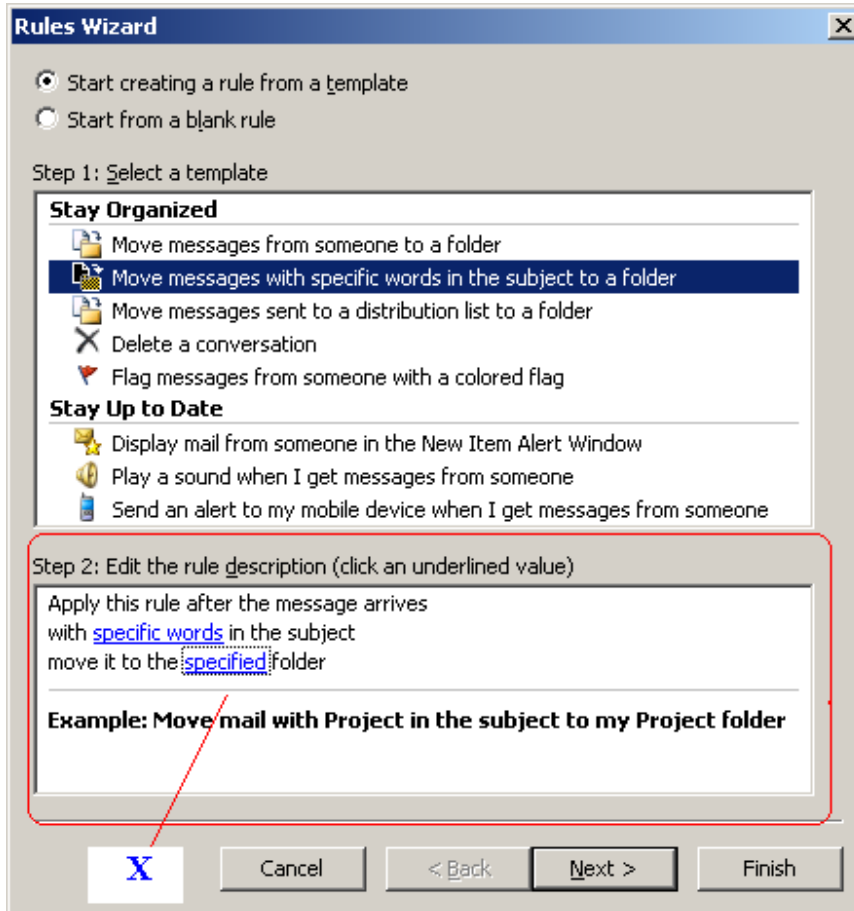 Rules Wizard
Start creating a rule from a template
Start from a blank rule
Step 1: Select a template
Stay Organized
Move messages from someone to a folder
Move messages with specific words in the subject to a folder
Move messages sent to a distribution list to a folder
Delete a conversation
Flag messages from someone with a colored flag
Stay Up to Date
Display mail from someone in the New Item Alert Window
Play a sound when I get messages from someone
Send an alert to my mobile device when I get messages from someone
Step 2: Edit the rule description (click an underlined value)
Apply this rule after the message arrives
with specific words in the subject
move it to the specified folder
Example: Move mail with Project in the subject to my Project folder
X Cancel < Back Next > Finish